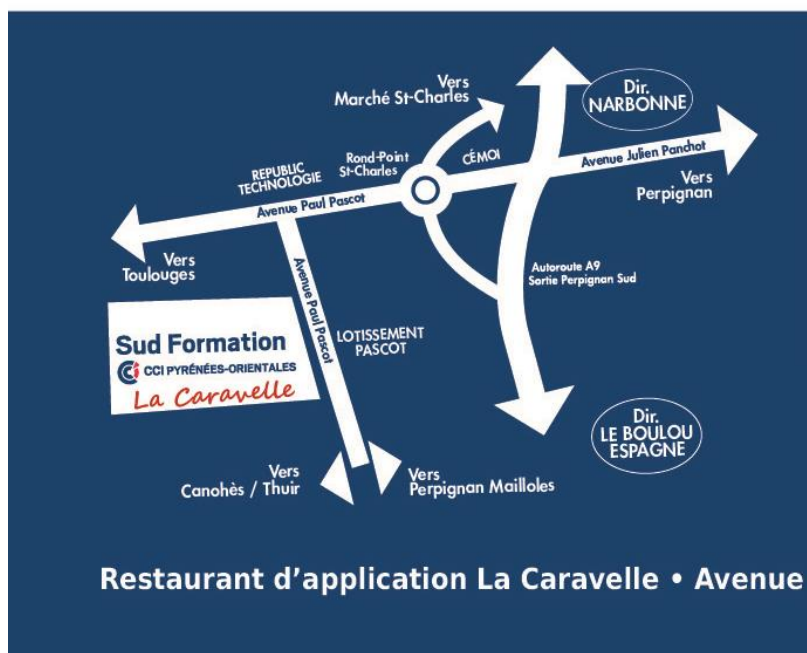 Vers
Marché St-Charles
Dir.
NARBONNE
Rond-Point
St-Charles
CÉMOI
Avenue Julien Panchot
REPUBLIC
TECHNOLOGIE
Avenue Paul Pascot
Vers
Perpignan
Vers
Toulouges
Autoroute A9
Sortie Perpignan Sud
Avenue Paul Pascot
LOTISSEMENT
PASCOT
Sud Formation
CCI PYRÉNÉES-ORIENTALES
La Caravelle
Dir.
LE BOULOU
ESPAGNE
Vers
Canohès / Thuir
Vers
Perpignan Mailloles
Restaurant d’application La Caravelle • Avenue